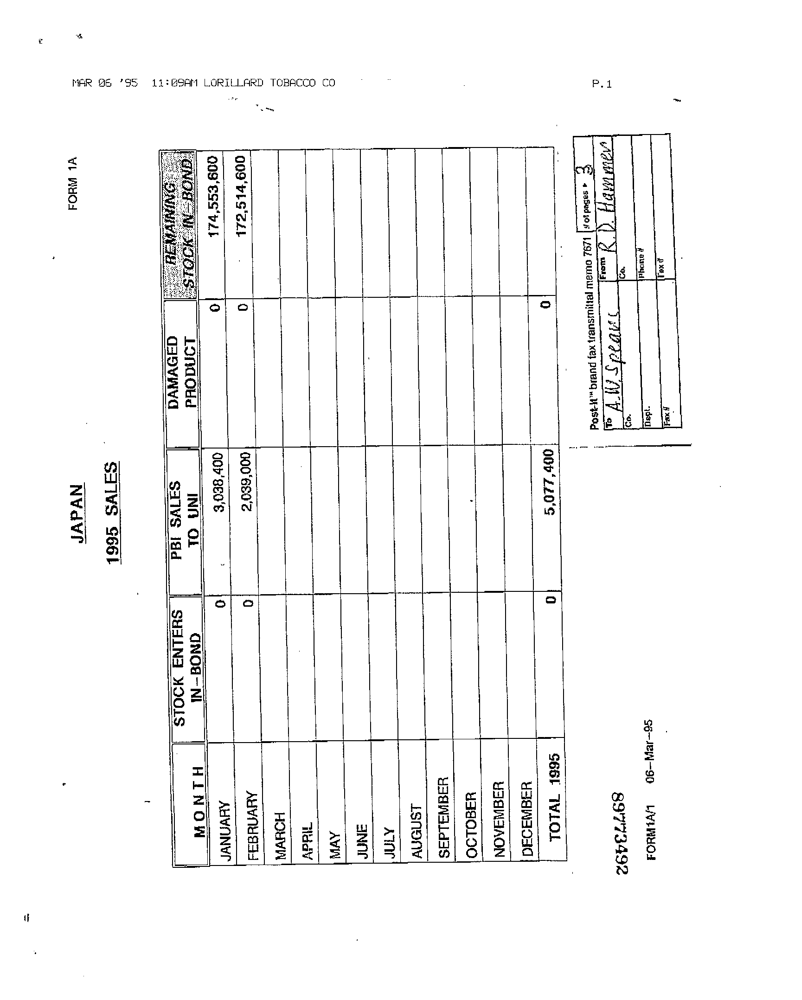 MAR 06 '95 11:09AM LORILLARD TOBACCO CO P.1
FORM 1A
JAPAN
1995 SALES
MONTH STOCK ENTERS IN-BOND PBI SALES TO UNI DAMAGED PRODUCT REMAINING STOCK IN-BOND
JANUARY 0 3,038,400 0 174,553,600
FEBRUARY 0 2,039,000 0 172,514,600
MARCH
APRIL
MAY
JUNE
JULY
AUGUST
SEPTEMBER
OCTOBER
NOVEMBER
DECEMBER
TOTAL 1995 0 5,077,400 0
Post-It™ brand fax transmittal memo 7671 # of pages ▸ 3
To A.W. Spears From R.D. Hammer
Co. Co.
Dept. Phone #
Fax # Fax #
89773492
FORM1A/1 06-Mar-95